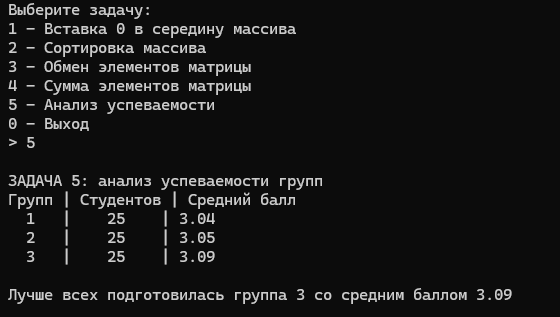 Выберите задачу:
1 - Вставка 0 в середину массива
2 - Сортировка массива
3 - Обмен элементов матрицы
4 - Сумма элементов матрицы
5 - Анализ успеваемости
0 - Выход
> 5
ЗАДАЧА 5: анализ успеваемости групп
Групп | Студентов | Средний балл
1 | 25 | 3.04
2 | 25 | 3.05
3 | 25 | 3.09
Лучше всех подготовилась группа 3 со средним баллом 3.09